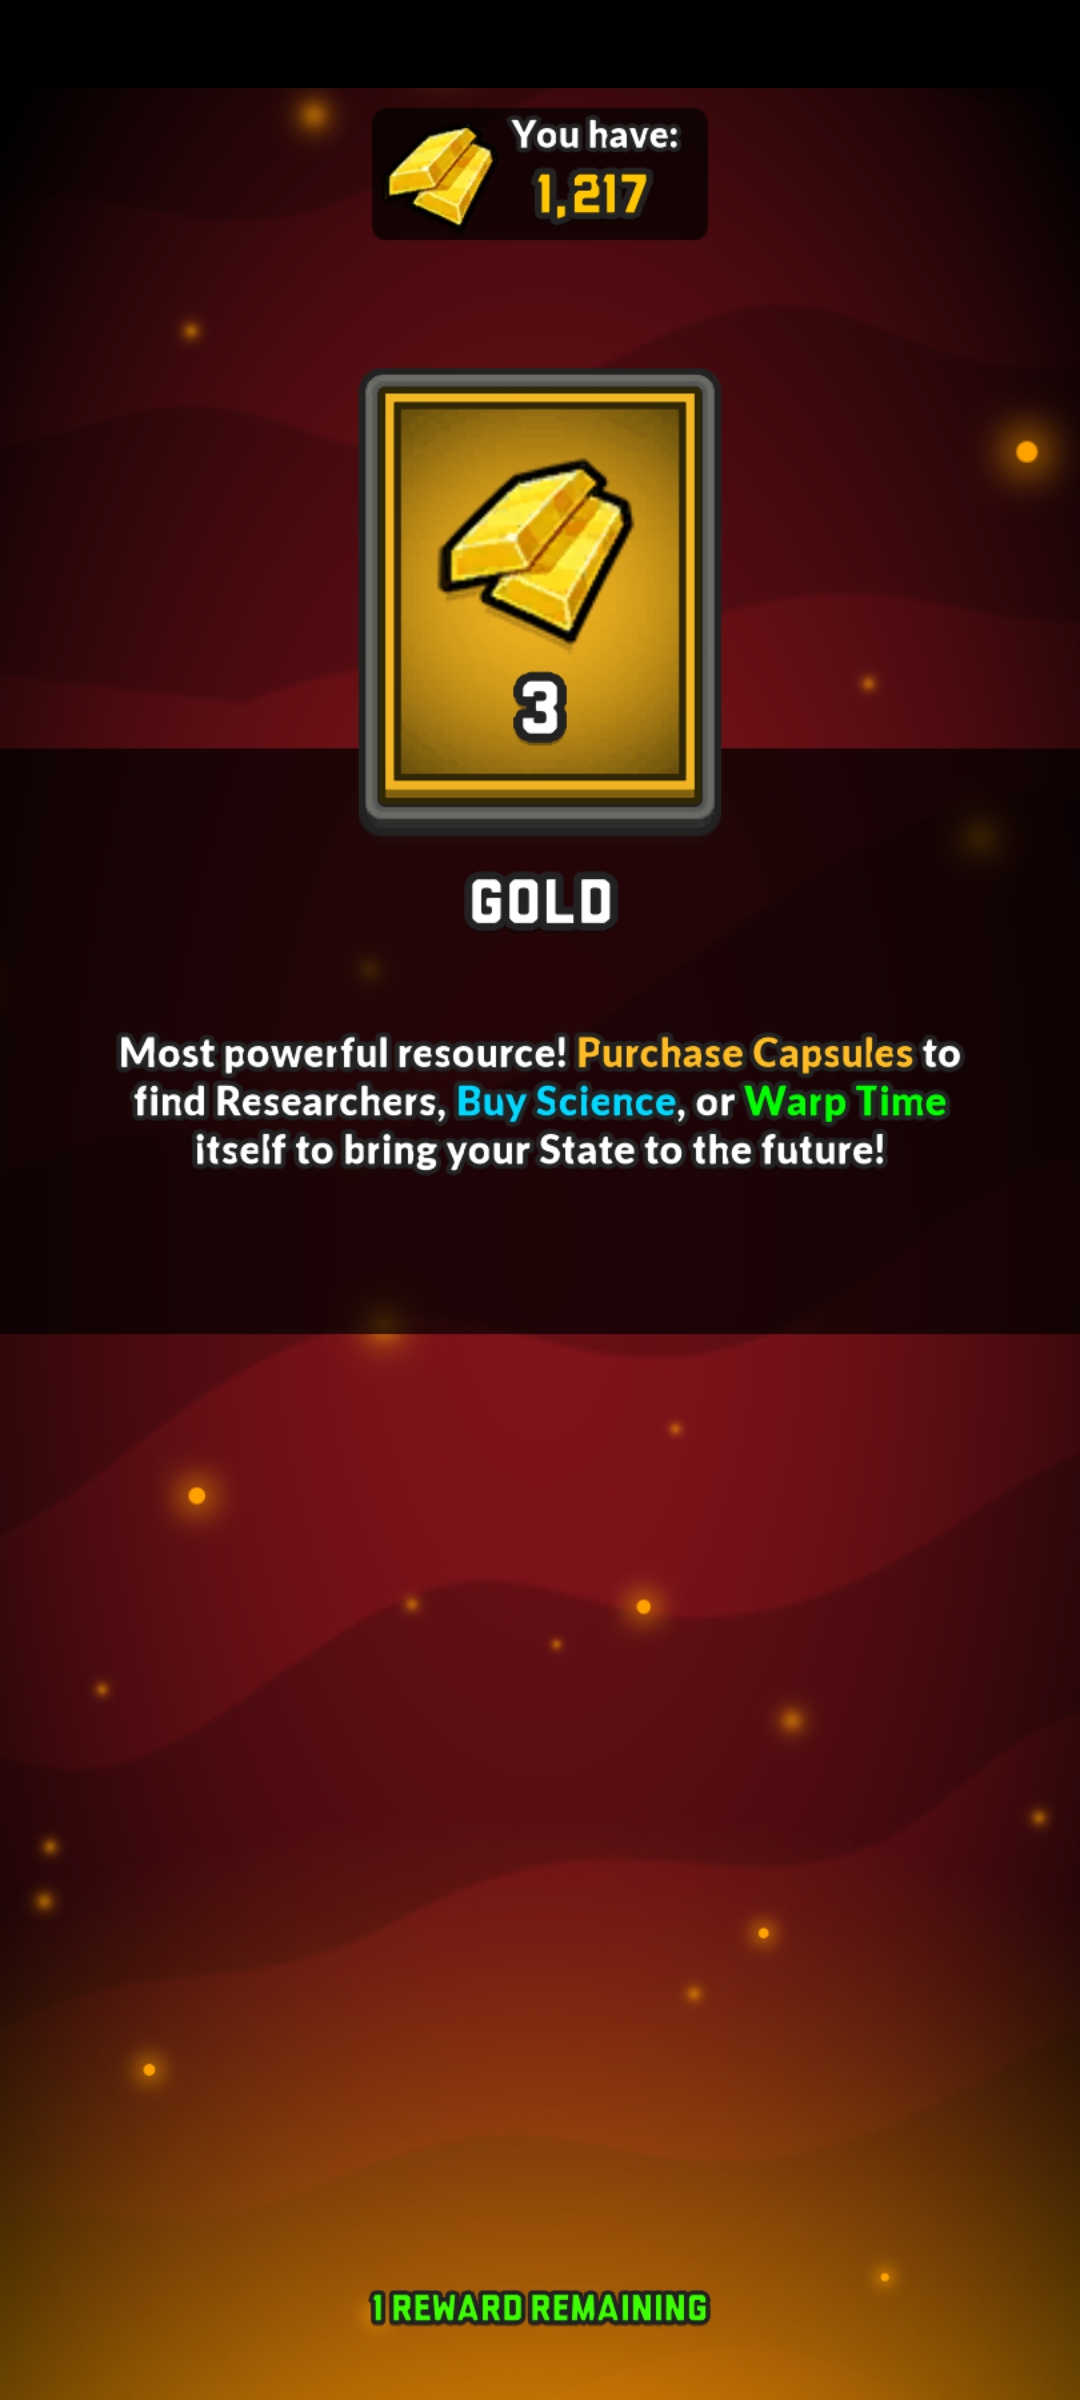 You have:
1,217
3
GOLD
Most powerful resource! Purchase Capsules to
find Researchers, Buy Science, or Warp Time
itself to bring your State to the future!
1 REWARD REMAINING